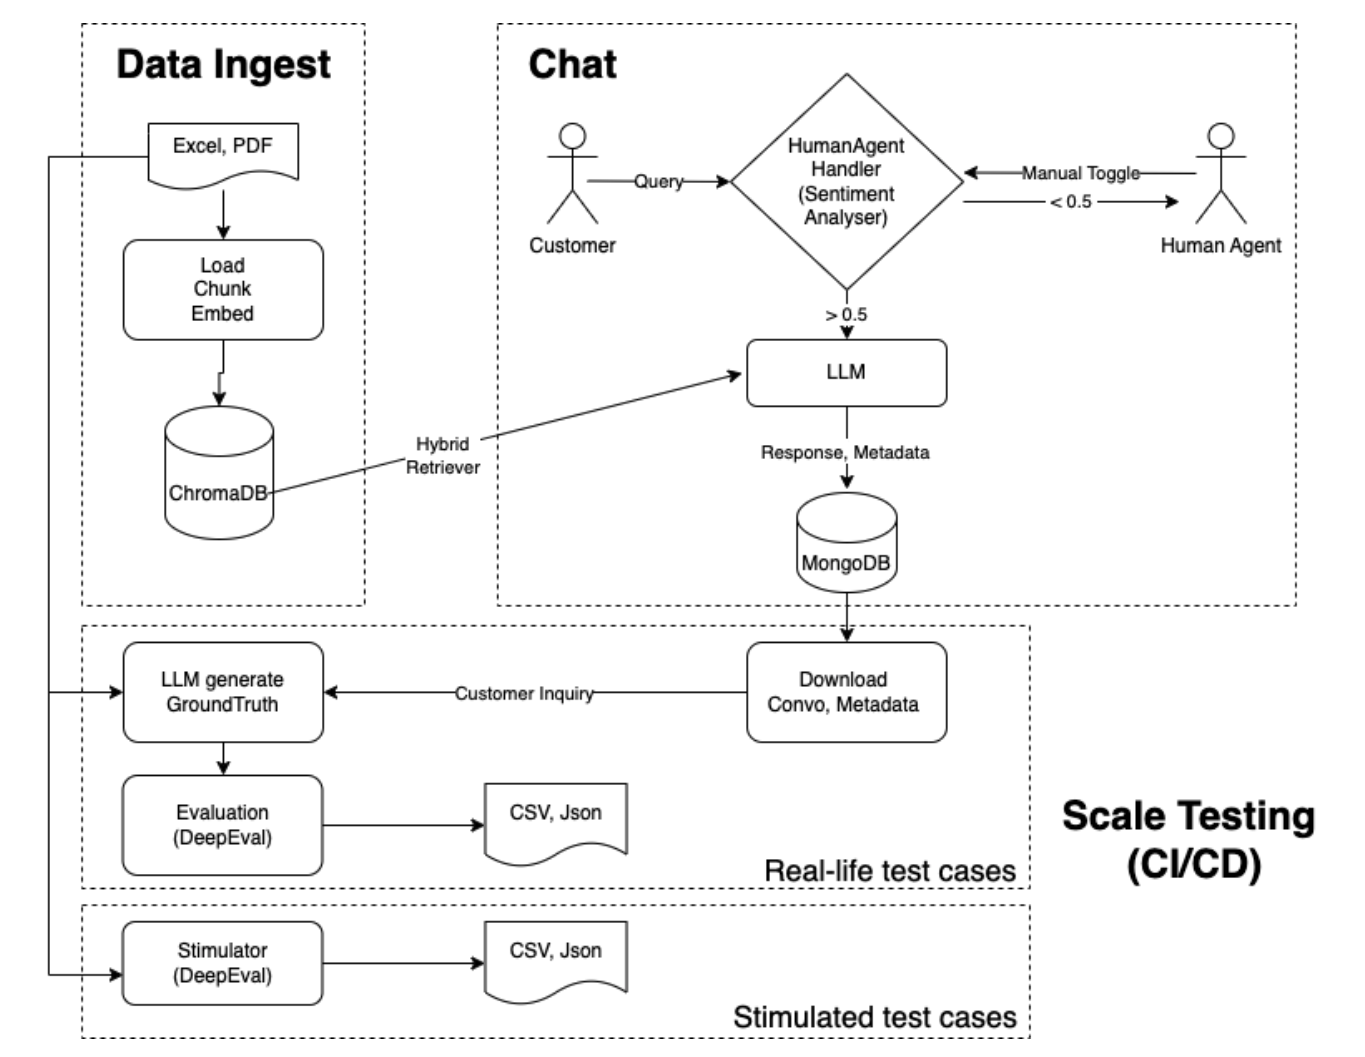 Data Ingest
Excel, PDF
Load
Chunk
Embed
ChromaDB
Hybrid
Retriever
Chat
Customer
Query
HumanAgent
Handler
(Sentiment
Analyser)
Manual Toggle
< 0.5
Human Agent
> 0.5
LLM
Response, Metadata
MongoDB
LLM generate
GroundTruth
Customer Inquiry
Download
Convo, Metadata
Evaluation
(DeepEval)
CSV, Json
Real-life test cases
Scale Testing
(CI/CD)
Stimulator
(DeepEval)
CSV, Json
Stimulated test cases